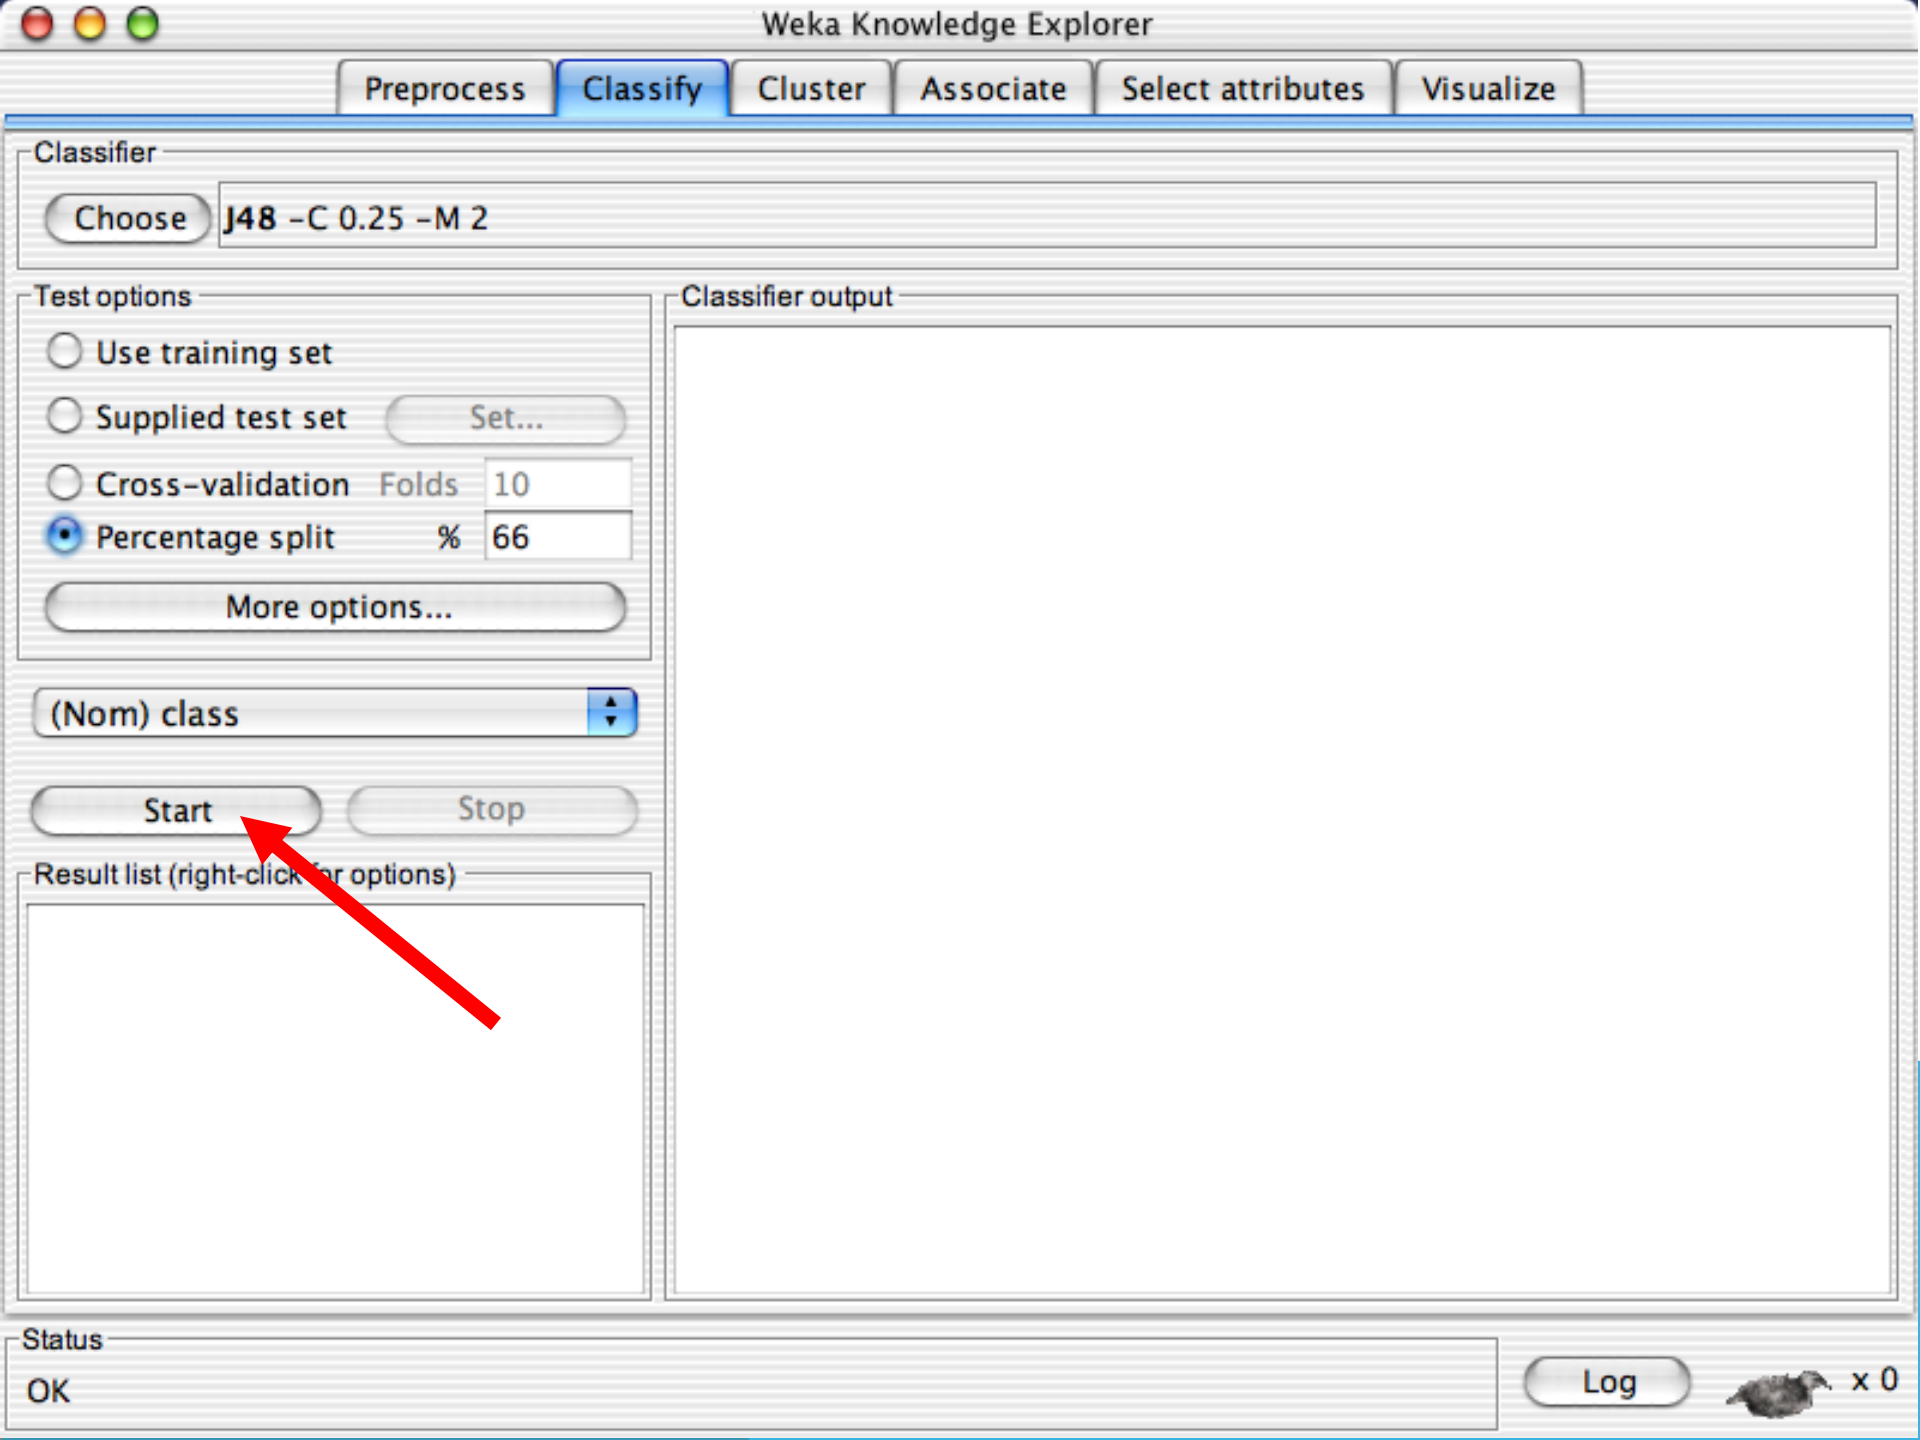 Weka Knowledge Explorer
Preprocess Classify Cluster Associate Select attributes Visualize
Classifier
Choose J48 -C 0.25 -M 2
Test options
Use training set
Supplied test set Set...
Cross-validation Folds 10
Percentage split % 66
More options...
(Nom) class
Start Stop
Result list (right-click for options)
Classifier output
Status
OK
Log x 0